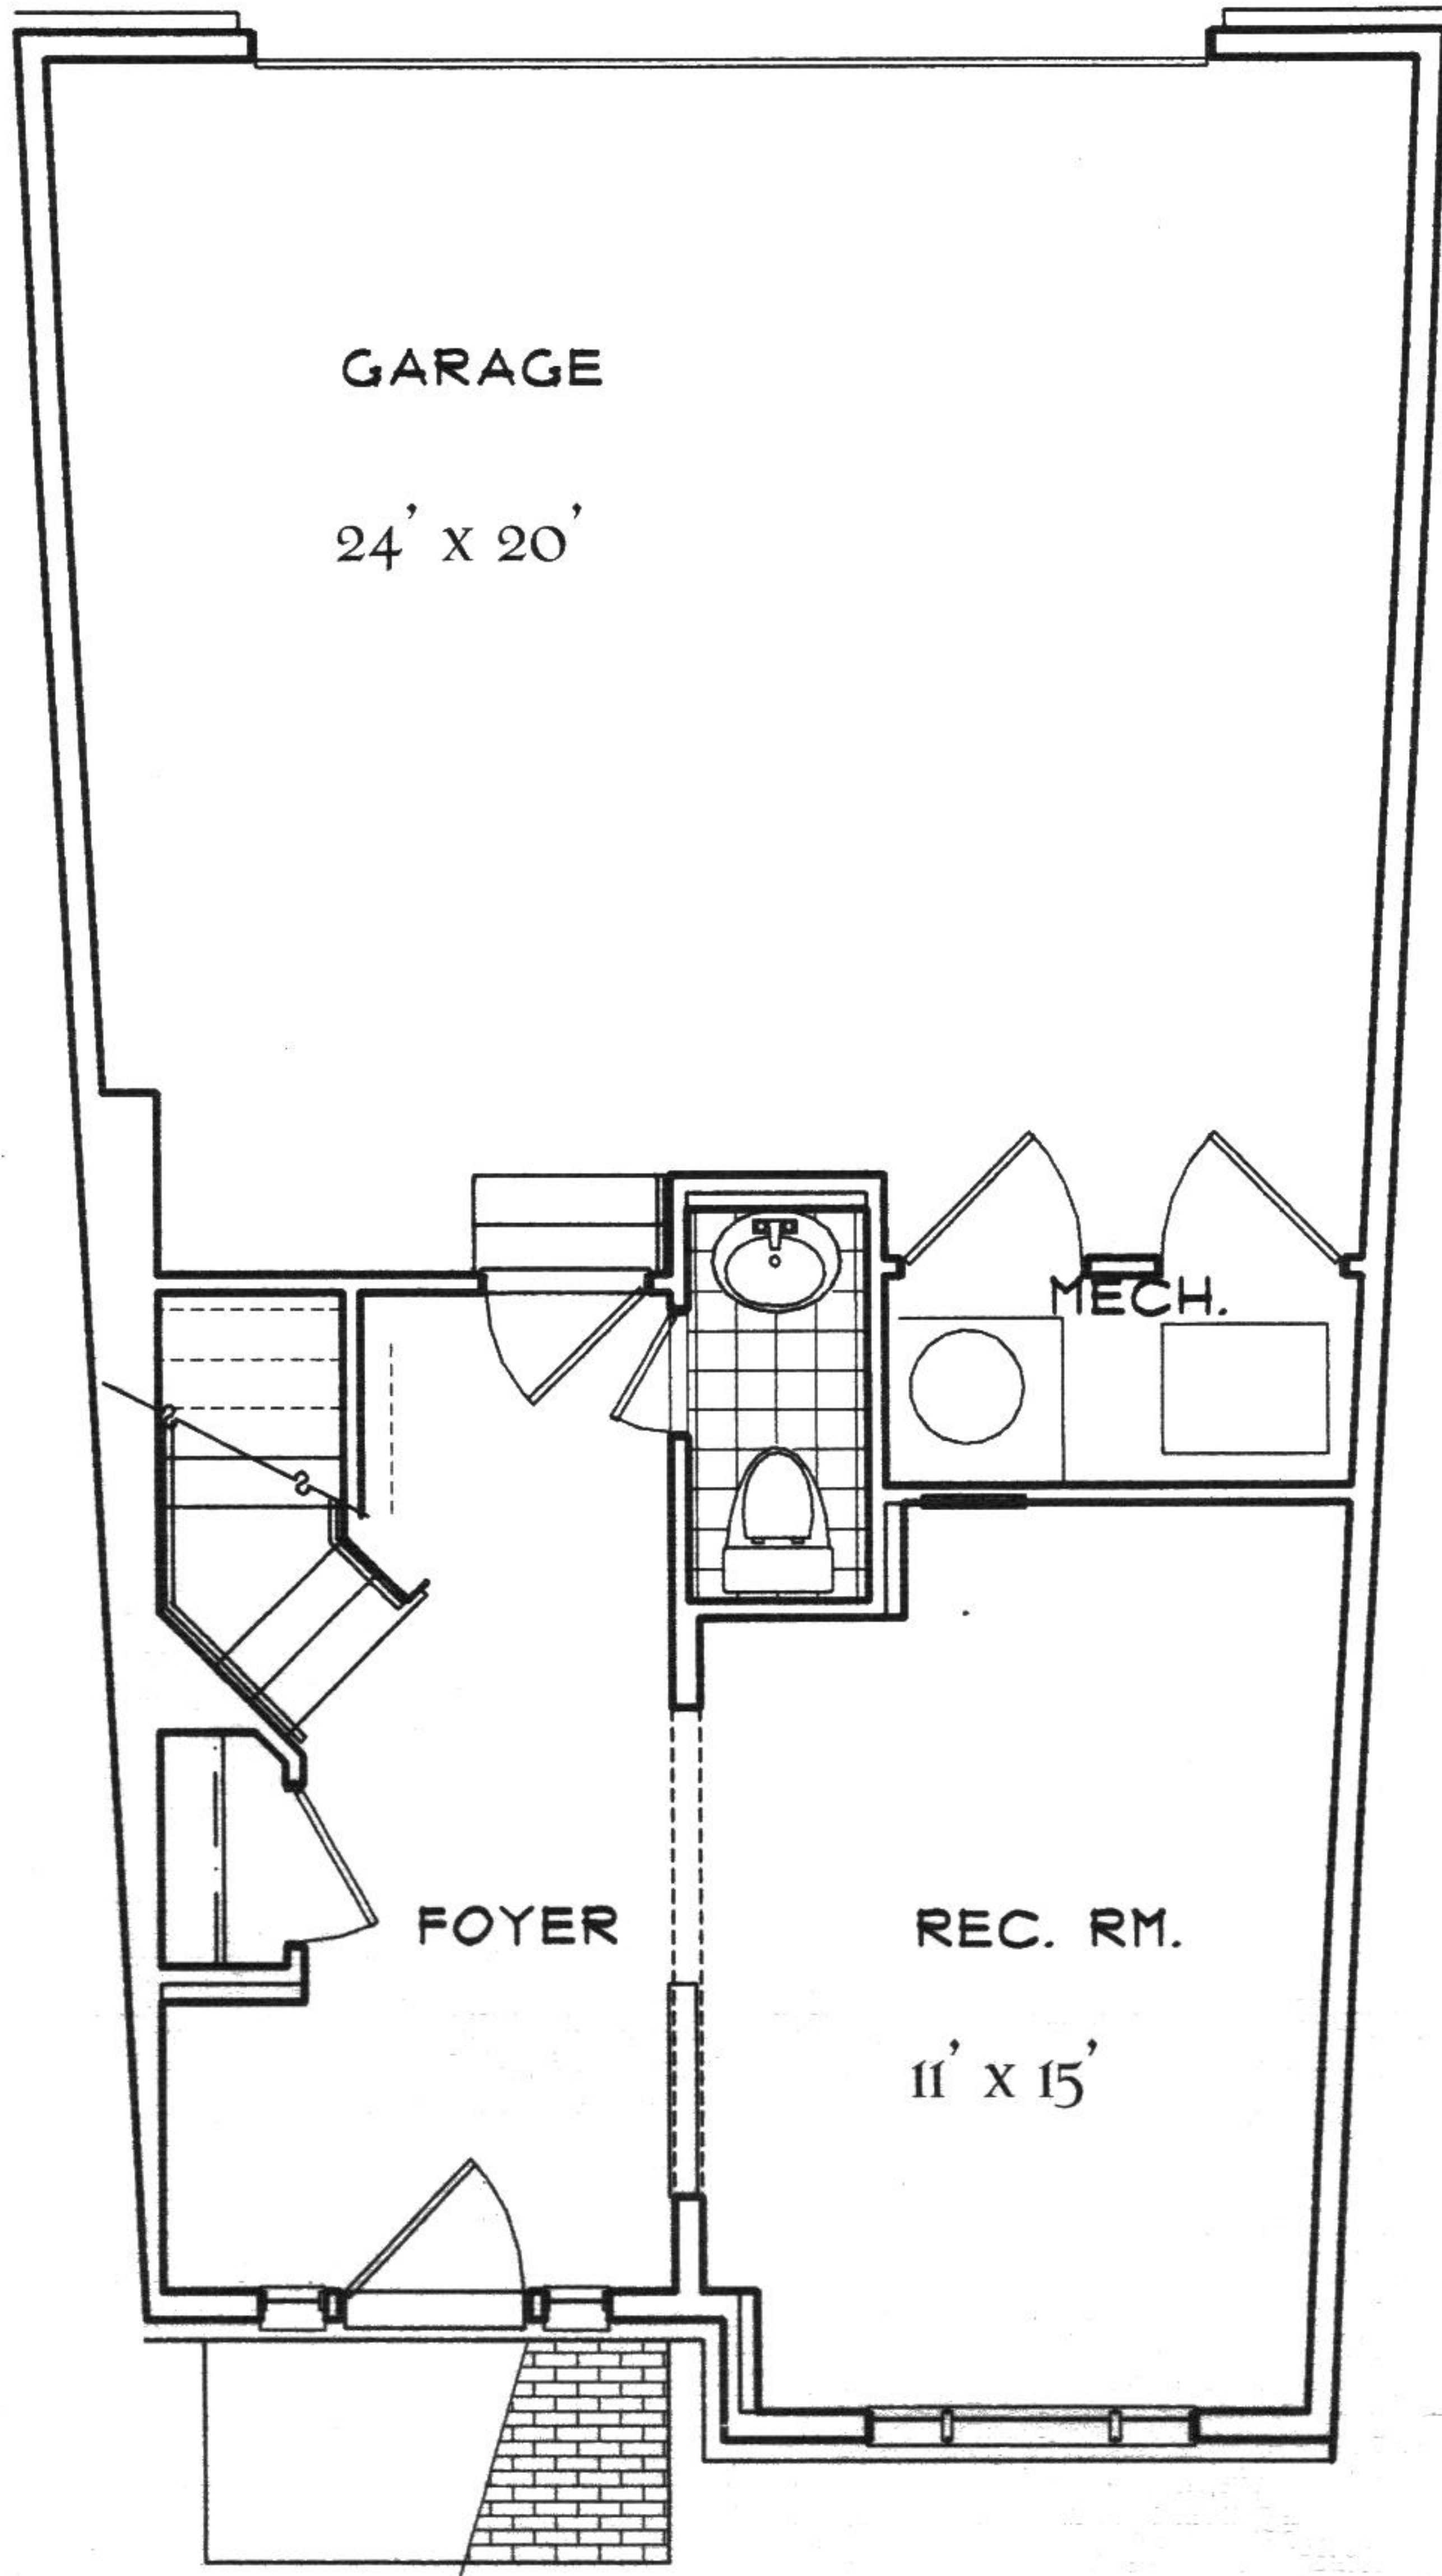 GARAGE
24' x 20'
MECH.
FOYER
REC. RM.
11' x 15'